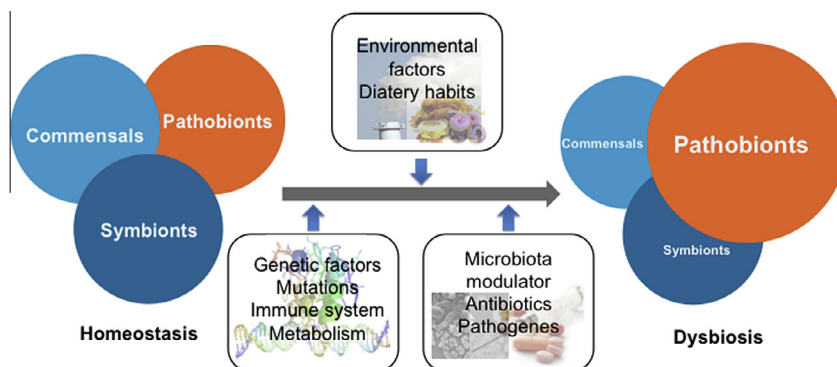 Commensals
Pathobionts
Symbionts
Homeostasis
Environmental
factors
Diatery habits
Genetic factors
Mutations
Immune system
Metabolism
Microbiota
modulator
Antibiotics
Pathogenes
Commensals
Pathobionts
Symbionts
Dysbiosis